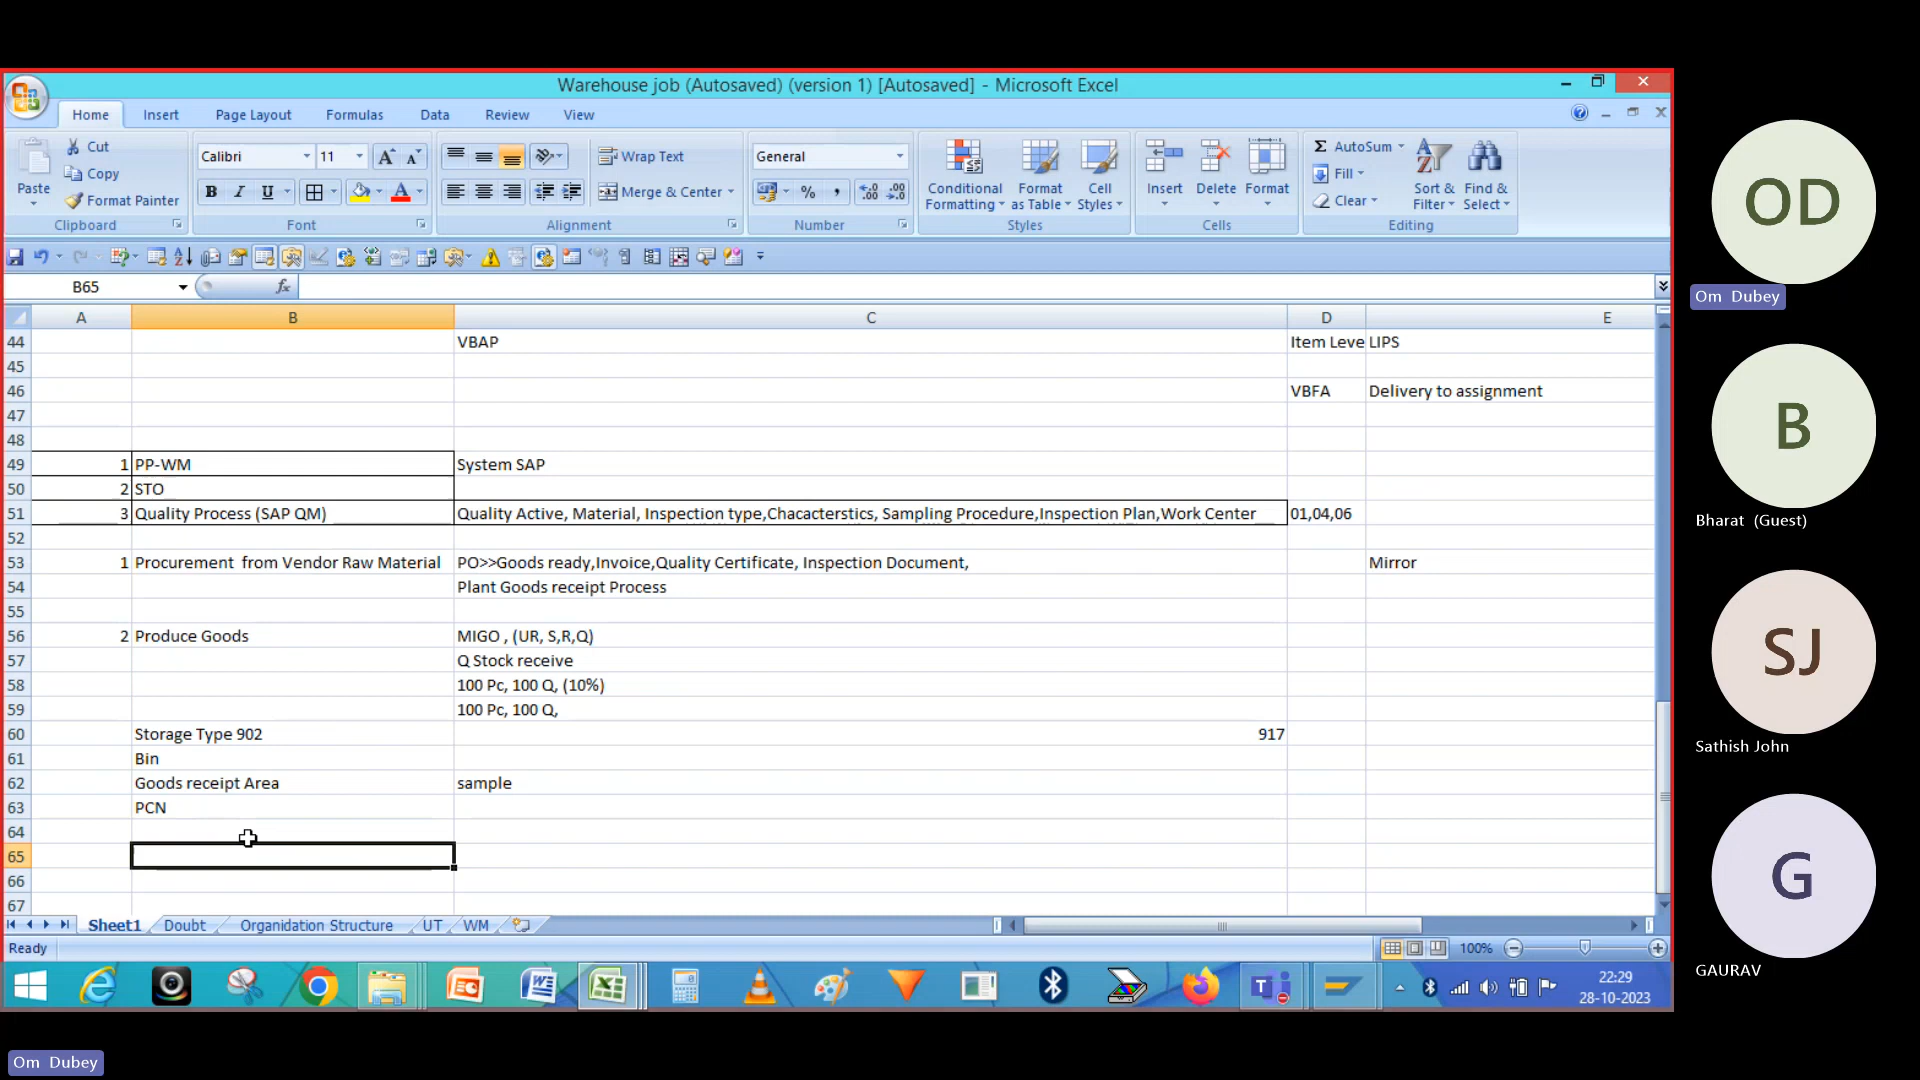 Warehouse job (Autosaved) (version 1) [Autosaved] - Microsoft Excel
Home Insert Page Layout Formulas Data Review View
Paste Cut Copy Format Painter
Calibri 11
B I U
Wrap Text
Merge & Center
General
% ,
Conditional Formatting
Format as Table
Cell Styles
Insert Delete Format
Σ AutoSum
Fill
Clear
Sort & Filter
Find & Select
Clipboard Font Alignment Number Styles Cells Editing
B65 fx
A B C D E
44 VBAP Item Leve LIPS
45
46 VBFA Delivery to assignment
47
48
49 1 PP-WM System SAP
50 2 STO
51 3 Quality Process (SAP QM) Quality Active, Material, Inspection type,Chacacterstics, Sampling Procedure,Inspection Plan,Work Center 01,04,06
52
53 1 Procurement from Vendor Raw Material PO>>Goods ready,Invoice,Quality Certificate, Inspection Document, Mirror
54 Plant Goods receipt Process
55
56 2 Produce Goods MIGO , (UR, S,R,Q)
57 Q Stock receive
58 100 Pc, 100 Q, (10%)
59 100 Pc, 100 Q,
60 Storage Type 902 917
61 Bin
62 Goods receipt Area sample
63 PCN
64
65
66
67
Sheet1 Doubt Organidation Structure UT WM
Ready 100%
22:29
28-10-2023
OD
Om Dubey
B
Bharat (Guest)
SJ
Sathish John
G
GAURAV
Om Dubey